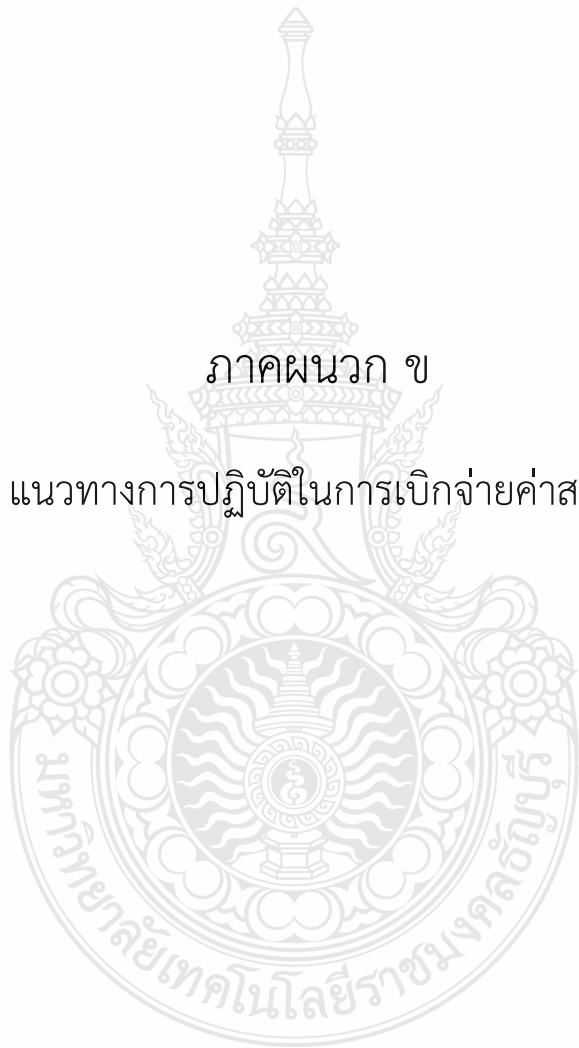 ภาคผนวก ข
แนวทางการปฏิบัติในการเบิกจ่ายค่าส
มหาวิทยาลัยเทคโนโลยีราชมงคลธัญบุรี